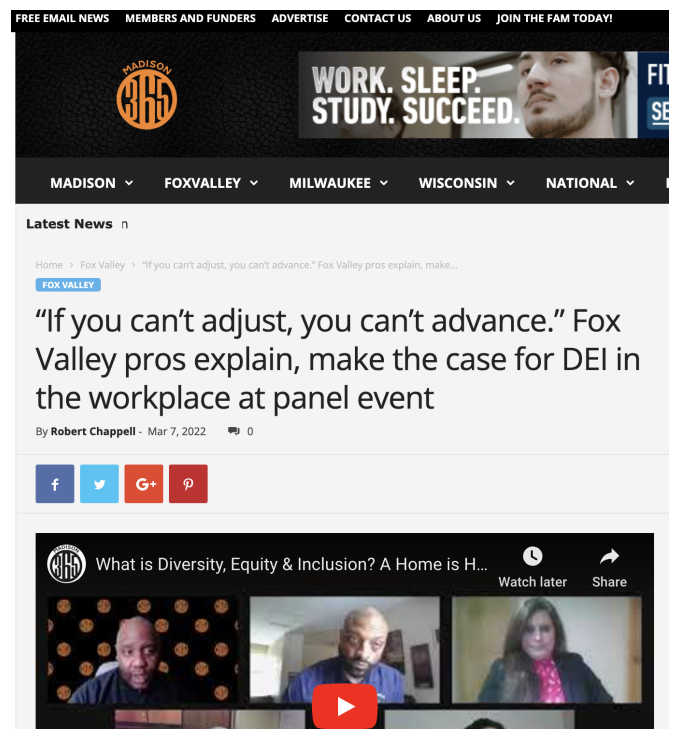 FREE EMAIL NEWS MEMBERS AND FUNDERS ADVERTISE CONTACT US ABOUT US JOIN THE FAM TODAY!
MADISON
365
WORK. SLEEP.
STUDY. SUCCEED.
FIT
SE
MADISON FOXVALLEY MILWAUKEE WISCONSIN NATIONAL
Latest News n
Home › Fox Valley › “If you can’t adjust, you can’t advance.” Fox Valley pros explain, make...
FOX VALLEY
“If you can’t adjust, you can’t advance.” Fox
Valley pros explain, make the case for DEI in
the workplace at panel event
By Robert Chappell - Mar 7, 2022 0
f G+
MADISON
365
What is Diversity, Equity & Inclusion? A Home is H...
Watch later Share